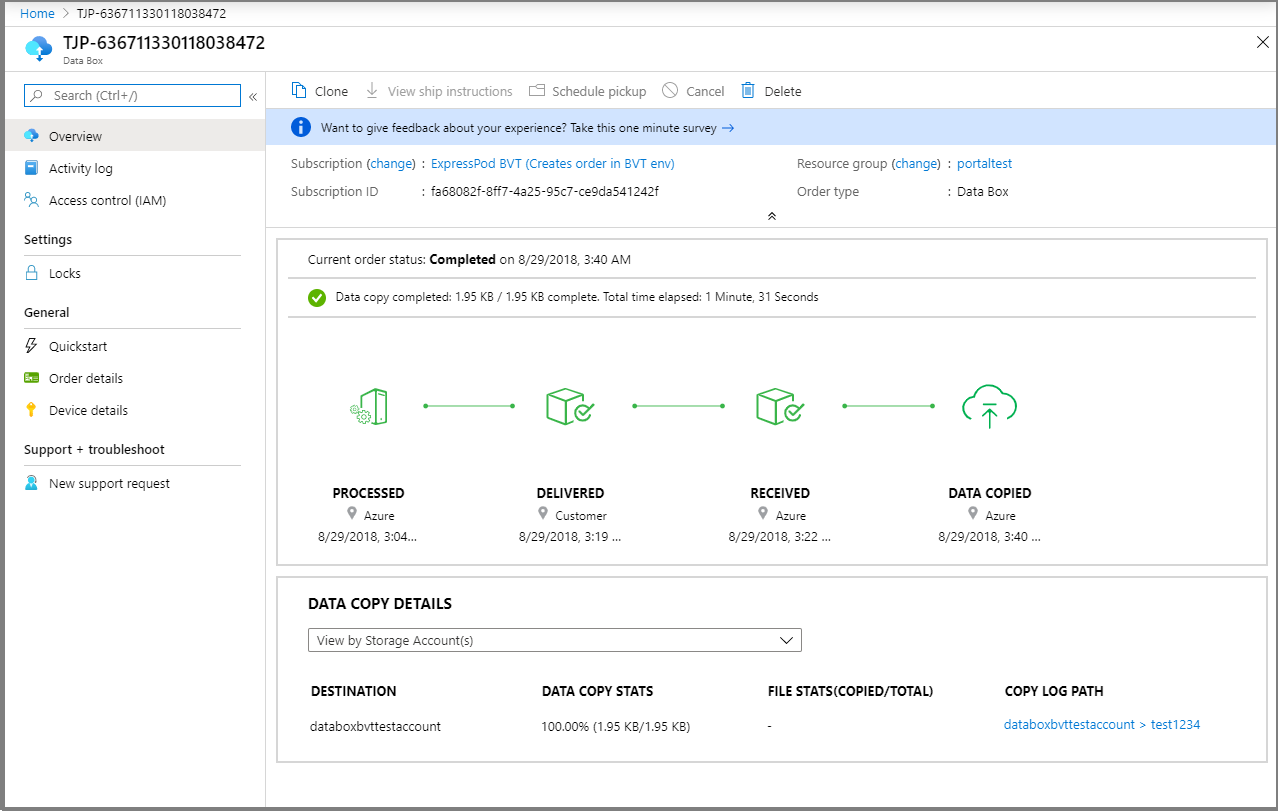 Home > TJP-636711330118038472
TJP-636711330118038472
Data Box
Search (Ctrl+/)
«
Overview
Activity log
Access control (IAM)
Settings
Locks
General
Quickstart
Order details
Device details
Support + troubleshoot
New support request
Clone View ship instructions Schedule pickup Cancel Delete
Want to give feedback about your experience? Take this one minute survey →
Subscription (change) : ExpressPod BVT (Creates order in BVT env) Resource group (change) : portaltest
Subscription ID : fa68082f-8ff7-4a25-95c7-ce9da541242f Order type : Data Box
Current order status: Completed on 8/29/2018, 3:40 AM
Data copy completed: 1.95 KB / 1.95 KB complete. Total time elapsed: 1 Minute, 31 Seconds
PROCESSED DELIVERED RECEIVED DATA COPIED
Azure Customer Azure Azure
8/29/2018, 3:04... 8/29/2018, 3:19 ... 8/29/2018, 3:22 ... 8/29/2018, 3:40 ...
DATA COPY DETAILS
View by Storage Account(s)
DESTINATION DATA COPY STATS FILE STATS(COPIED/TOTAL) COPY LOG PATH
databoxbvttestaccount 100.00% (1.95 KB/1.95 KB) - databoxbvttestaccount > test1234